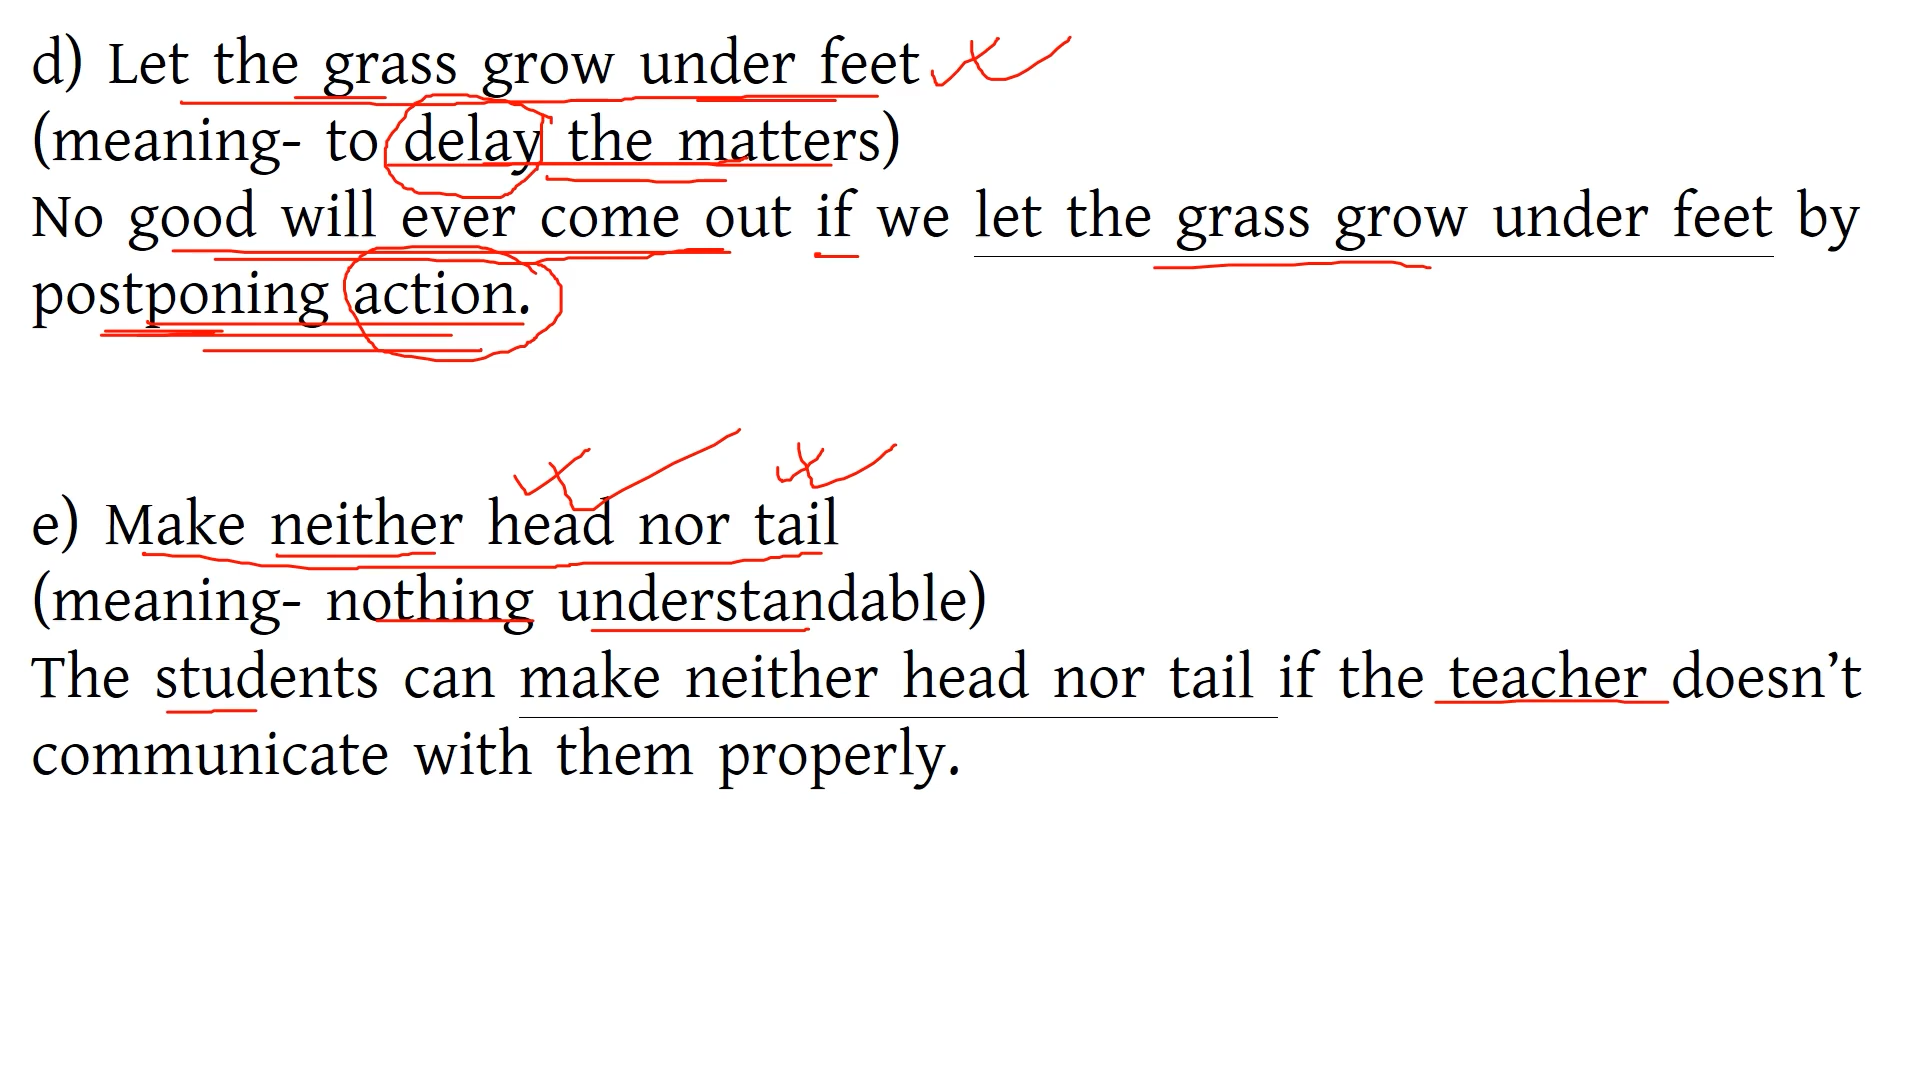 d) Let the grass grow under feet
(meaning- to delay the matters)
No good will ever come out if we let the grass grow under feet by
postponing action.
e) Make neither head nor tail
(meaning- nothing understandable)
The students can make neither head nor tail if the teacher doesn’t
communicate with them properly.